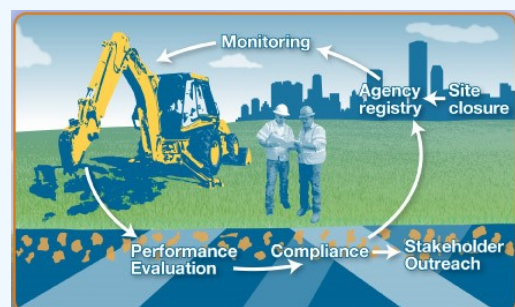 Monitoring
Agency
registry
Site
closure
Performance
Evaluation
Compliance
Stakeholder
Outreach